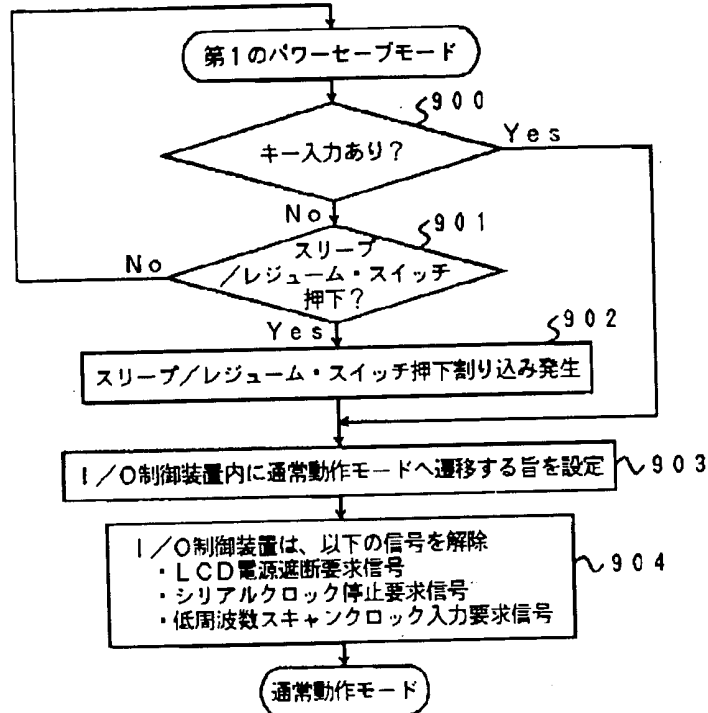 第1のパワーセーブモード
900
キー入力あり?
Yes
No
901
スリープ
/レジューム・スイッチ
押下?
No
Yes
902
スリープ/レジューム・スイッチ押下割り込み発生
I/O制御装置内に通常動作モードへ遷移する旨を設定
903
I/O制御装置は、以下の信号を解除
・LCD電源遮断要求信号
・シリアルクロック停止要求信号
・低周波数スキャンクロック入力要求信号
904
通常動作モード